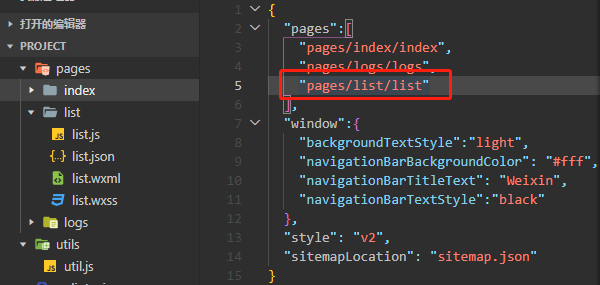 打开的编辑器
PROJECT
pages
index
list
list.js
list.json
list.wxml
list.wxss
logs
utils
util.js
1 {
2 "pages":[
3 "pages/index/index",
4 "pages/logs/logs",
5 "pages/list/list"
6 ],
7 "window":{
8 "backgroundTextStyle":"light",
9 "navigationBarBackgroundColor": "#fff",
10 "navigationBarTitleText": "Weixin",
11 "navigationBarTextStyle":"black"
12 },
13 "style": "v2",
14 "sitemapLocation": "sitemap.json"
15 }